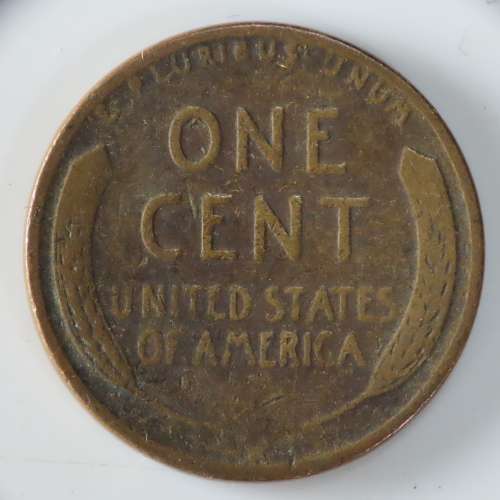 E·PLURIBUS·UNUM
ONE
CENT
UNITED STATES
OF AMERICA